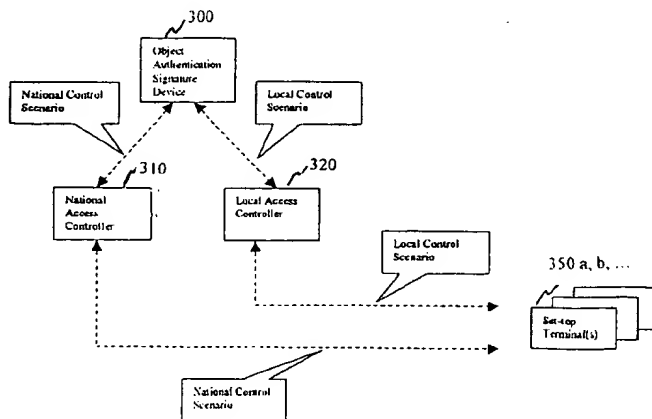 300
Object
Authentication
Signature
Device
National Control
Scenario
Local Control
Scenario
310
320
National
Access
Controller
Local Access
Controller
Local Control
Scenario
350 a, b, ...
Set-top
Terminal(s)
National Control
Scenario